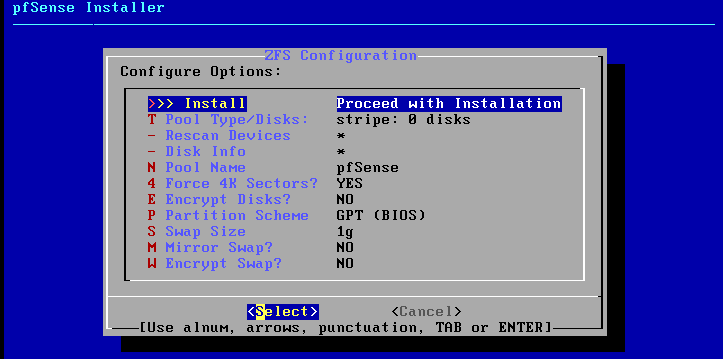 pfSense Installer
ZFS Configuration
Configure Options:
>>> Install Proceed with Installation
T Pool Type/Disks: stripe: 0 disks
- Rescan Devices *
- Disk Info *
N Pool Name pfSense
4 Force 4K Sectors? YES
E Encrypt Disks? NO
P Partition Scheme GPT (BIOS)
S Swap Size 1g
M Mirror Swap? NO
W Encrypt Swap? NO
<Select> <Cancel>
[Use alnum, arrows, punctuation, TAB or ENTER]